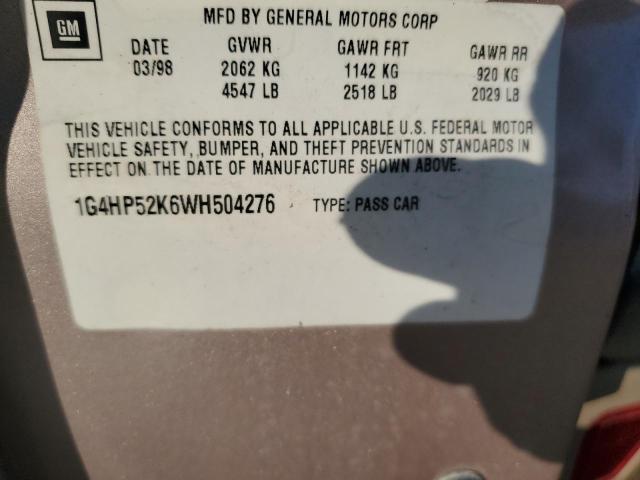 GM
MFD BY GENERAL MOTORS CORP
DATE GVWR GAWR FRT GAWR RR
03/98 2062 KG 1142 KG 920 KG
4547 LB 2518 LB 2029 LB
THIS VEHICLE CONFORMS TO ALL APPLICABLE U.S. FEDERAL MOTOR
VEHICLE SAFETY, BUMPER, AND THEFT PREVENTION STANDARDS IN
EFFECT ON THE DATE OF MANUFACTURE SHOWN ABOVE.
1G4HP52K6WH504276 TYPE: PASS CAR